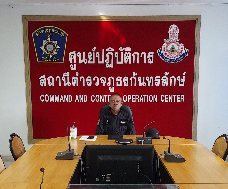 ศูนย์ปฏิบัติการ
สถานีตำรวจภูธรกันทรลักษ์
COMMAND AND CONTROL OPERATION CENTER